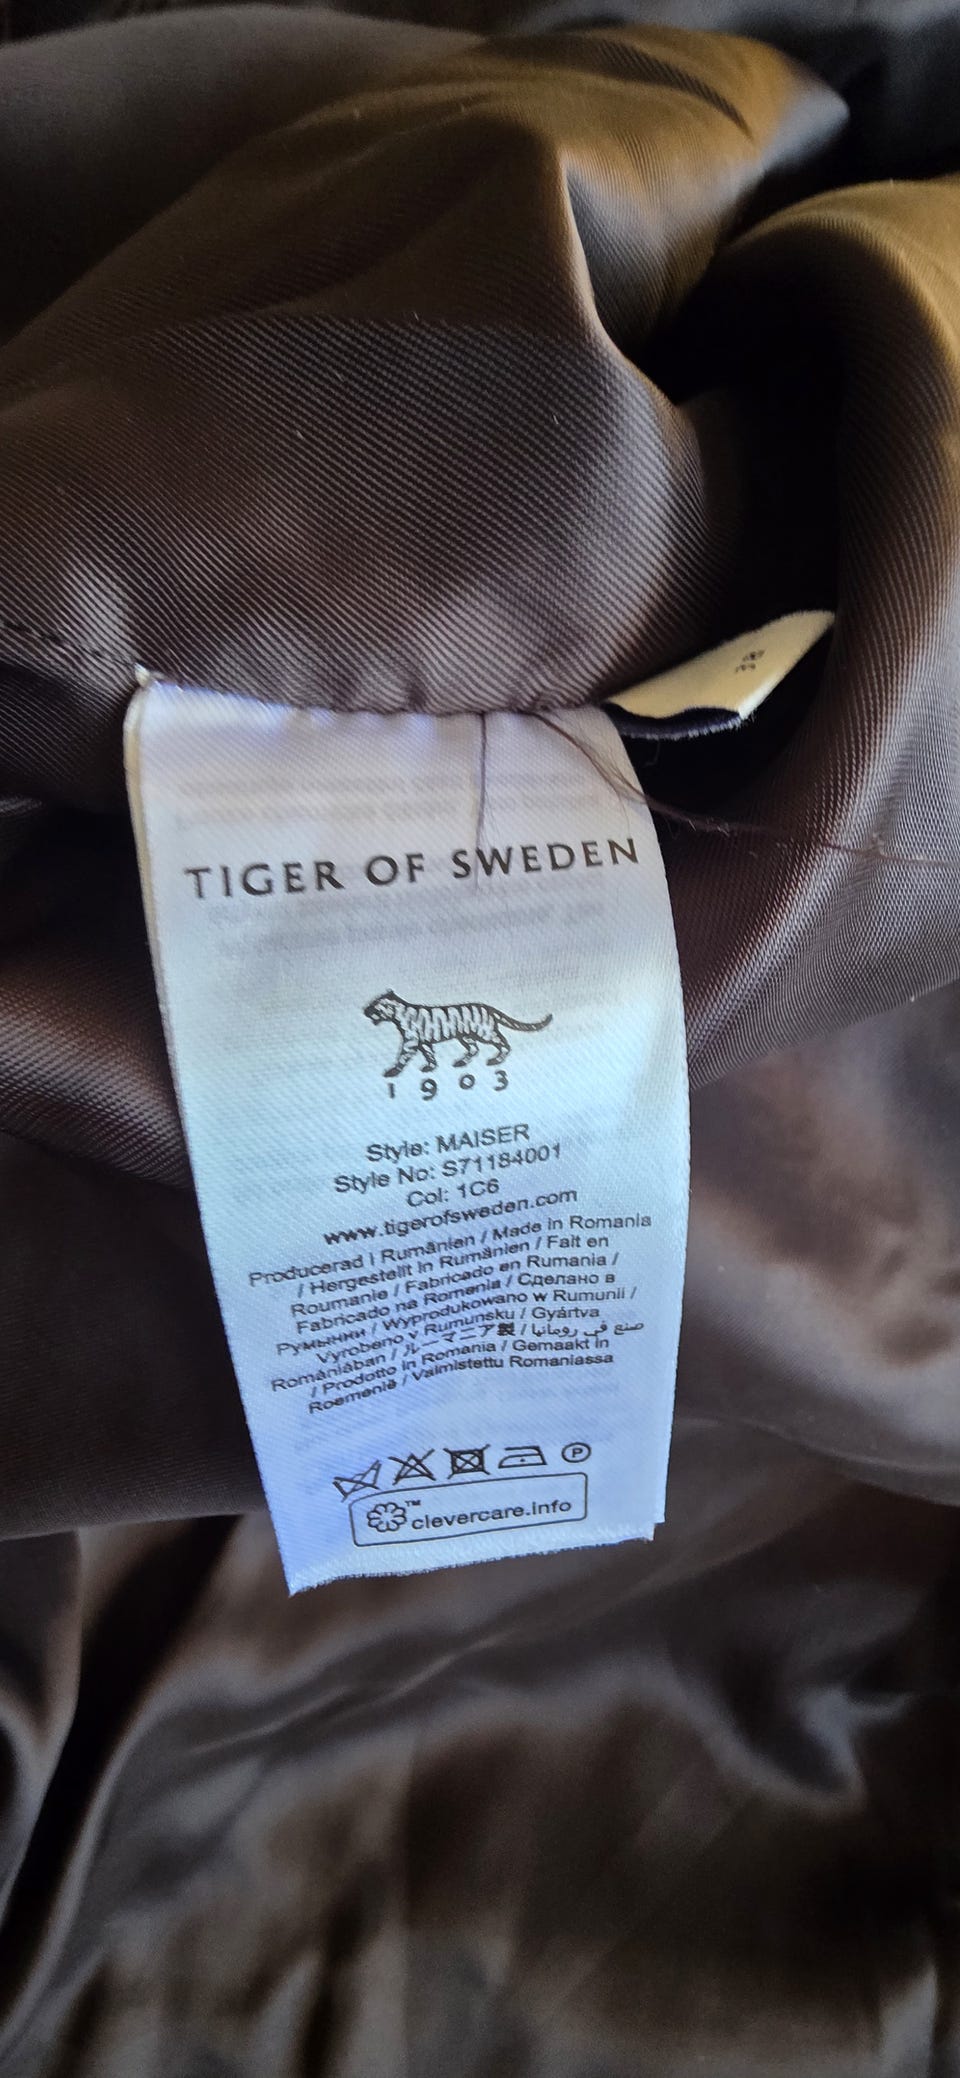 38
TIGER OF SWEDEN
1903
Style: MAISER
Style No: S71184001
Col: 1C6
www.tigerofsweden.com
Producerad i Rumänien / Made in Romania
/ Hergestellt in Rumänien / Fait en
Roumanie / Fabricado en Rumania /
Fabricado na Romenia / Сделано в
Румынии / Wyprodukowano w Rumunii /
Vyrobeno v Rumunsku / Gyártva
Romániában / ルーマニア製 / صنع في رومانيا
/ Prodotto in Romania / Gemaakt in
Roemenië / Valmistettu Romaniassa
P
™ clevercare.info